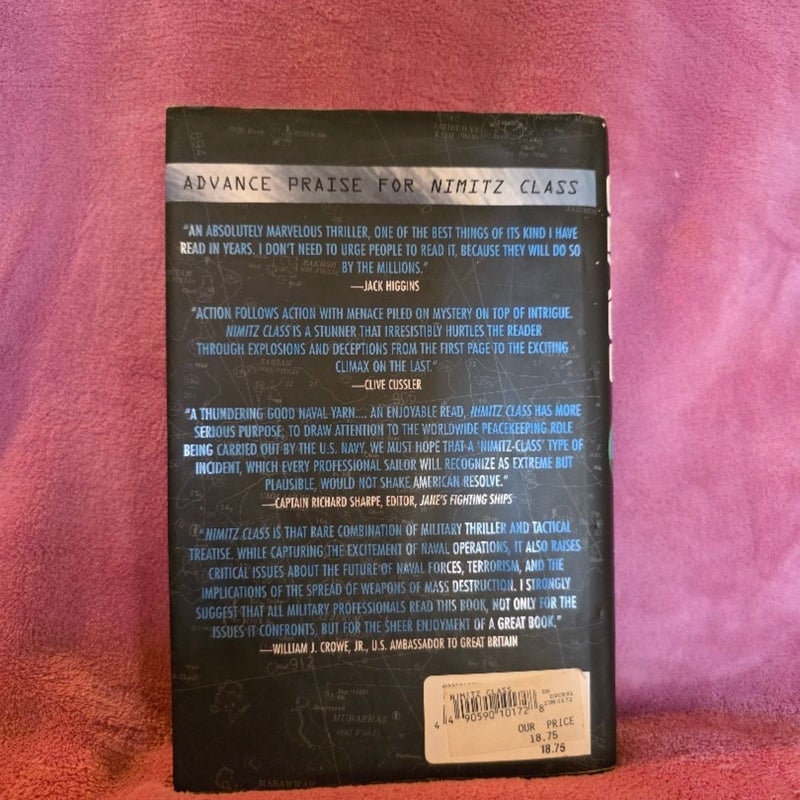 ADVANCE PRAISE FOR NIMITZ CLASS
"AN ABSOLUTELY MARVELOUS THRILLER, ONE OF THE BEST THINGS OF ITS KIND I HAVE
READ IN YEARS. I DON'T NEED TO URGE PEOPLE TO READ IT, BECAUSE THEY WILL DO SO
BY THE MILLIONS."
—JACK HIGGINS
"ACTION FOLLOWS ACTION WITH MENACE PILED ON MYSTERY ON TOP OF INTRIGUE.
NIMITZ CLASS IS A STUNNER THAT IRRESISTIBLY HURTLES THE READER
THROUGH EXPLOSIONS AND DECEPTIONS FROM THE FIRST PAGE TO THE EXCITING
CLIMAX ON THE LAST."
—CLIVE CUSSLER
"A THUNDERING GOOD NAVAL YARN.... AN ENJOYABLE READ, NIMITZ CLASS HAS MORE
SERIOUS PURPOSE, TO DRAW ATTENTION TO THE WORLDWIDE PEACEKEEPING ROLE
BEING CARRIED OUT BY THE U.S. NAVY. WE MUST HOPE THAT A 'NIMITZ-CLASS' TYPE OF
INCIDENT, WHICH EVERY PROFESSIONAL SAILOR WILL RECOGNIZE AS EXTREME BUT
PLAUSIBLE, WOULD NOT SHAKE AMERICAN RESOLVE."
—CAPTAIN RICHARD SHARPE, EDITOR, JANE'S FIGHTING SHIPS
"NIMITZ CLASS IS THAT RARE COMBINATION OF MILITARY THRILLER AND TACTICAL
TREATISE. WHILE CAPTURING THE EXCITEMENT OF NAVAL OPERATIONS, IT ALSO RAISES
CRITICAL ISSUES ABOUT THE FUTURE OF NAVAL FORCES, TERRORISM, AND THE
IMPLICATIONS OF THE SPREAD OF WEAPONS OF MASS DESTRUCTION. I STRONGLY
SUGGEST THAT ALL MILITARY PROFESSIONALS READ THIS BOOK, NOT ONLY FOR THE
ISSUES IT CONFRONTS, BUT FOR THE SHEER ENJOYMENT OF A GREAT BOOK."
—WILLIAM J. CROWE, JR., U.S. AMBASSADOR TO GREAT BRITAIN
912
MUBARRAS
NIMITZ CLASS
4 490590 101728
OUR PRICE
18.75
18.75